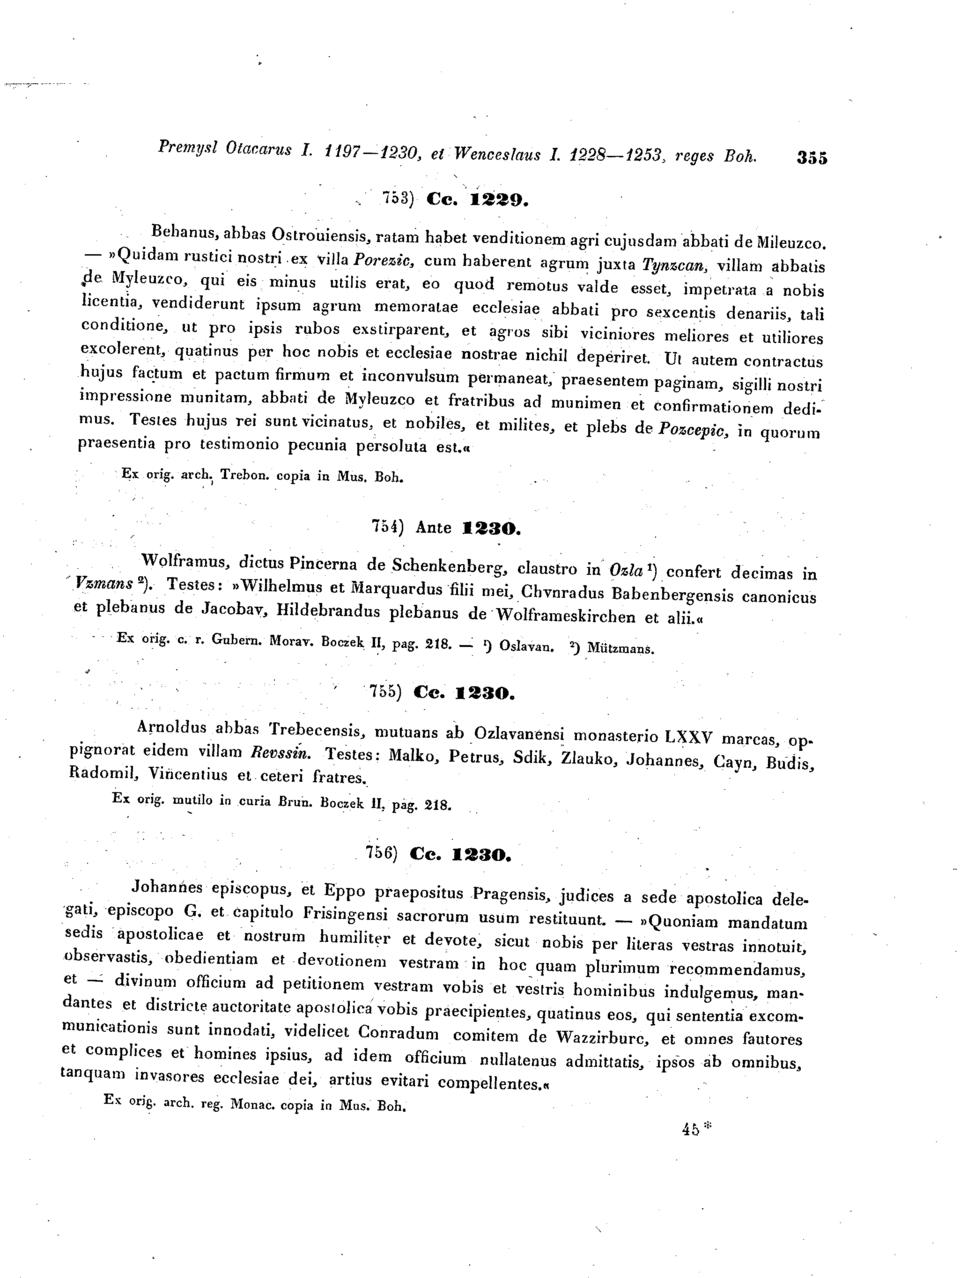 Premysl Otacarus I. 1197—1230, et Wenceslaus I. 1228—1253, reges Boh. 355
753) Cc. 1229.
Behanus, abbas Ostrouiensis, ratam habet venditionem agri cujusdam abbati de Mileuzco.
— »Quidam rustici nostri ex villa Porezic, cum haberent agrum juxta Tynzcan, villam abbatis
de Myleuzco, qui eis minus utilis erat, eo quod remotus valde esset, impetrata a nobis
licentia, vendiderunt ipsum agrum memoratae ecclesiae abbati pro sexcentis denariis, tali
conditione, ut pro ipsis rubos exstirparent, et agros sibi viciniores meliores et utiliores
excolerent, quatinus per hoc nobis et ecclesiae nostrae nichil deperiret. Ut autem contractus
hujus factum et pactum firmum et inconvulsum permaneat, praesentem paginam, sigilli nostri
impressione munitam, abbati de Myleuzco et fratribus ad munimen et confirmationem dedi-
mus. Testes hujus rei sunt vicinatus, et nobiles, et milites, et plebs de Pozcepic, in quorum
praesentia pro testimonio pecunia persoluta est.«
Ex orig. arch. Trebon. copia in Mus. Boh.
754) Ante 1230.
Wolframus, dictus Pincerna de Schenkenberg, claustro in Ozla ¹) confert decimas in
Vzmans ²). Testes: »Wilhelmus et Marquardus filii mei, Chvnradus Babenbergensis canonicus
et plebanus de Jacobav, Hildebrandus plebanus de Wolframeskirchen et alii.«
Ex orig. c. r. Gubern. Morav. Boczek II, pag. 218. — ¹) Oslavan. ²) Mützmans.
755) Cc. 1230.
Arnoldus abbas Trebecensis, mutuans ab Ozlavanensi monasterio LXXV marcas, op-
pignorat eidem villam Revssin. Testes: Malko, Petrus, Sdik, Zlauko, Johannes, Cayn, Budis,
Radomil, Vincentius et ceteri fratres.
Ex orig. mutilo in curia Brun. Boczek II, pag. 218.
756) Cc. 1230.
Johannes episcopus, et Eppo praepositus Pragensis, judices a sede apostolica dele-
gati, episcopo G. et capitulo Frisingensi sacrorum usum restituunt. — »Quoniam mandatum
sedis apostolicae et nostrum humiliter et devote, sicut nobis per literas vestras innotuit,
observastis, obedientiam et devotionem vestram in hoc quam plurimum recommendamus,
et — divinum officium ad petitionem vestram vobis et vestris hominibus indulgemus, man-
dantes et districte auctoritate apostolica vobis praecipientes, quatinus eos, qui sententia excom-
municationis sunt innodati, videlicet Conradum comitem de Wazzirburc, et omnes fautores
et complices et homines ipsius, ad idem officium nullatenus admittatis, ipsos ab omnibus,
tanquam invasores ecclesiae dei, artius evitari compellentes.«
Ex orig. arch. reg. Monac. copia in Mus. Boh.
45*